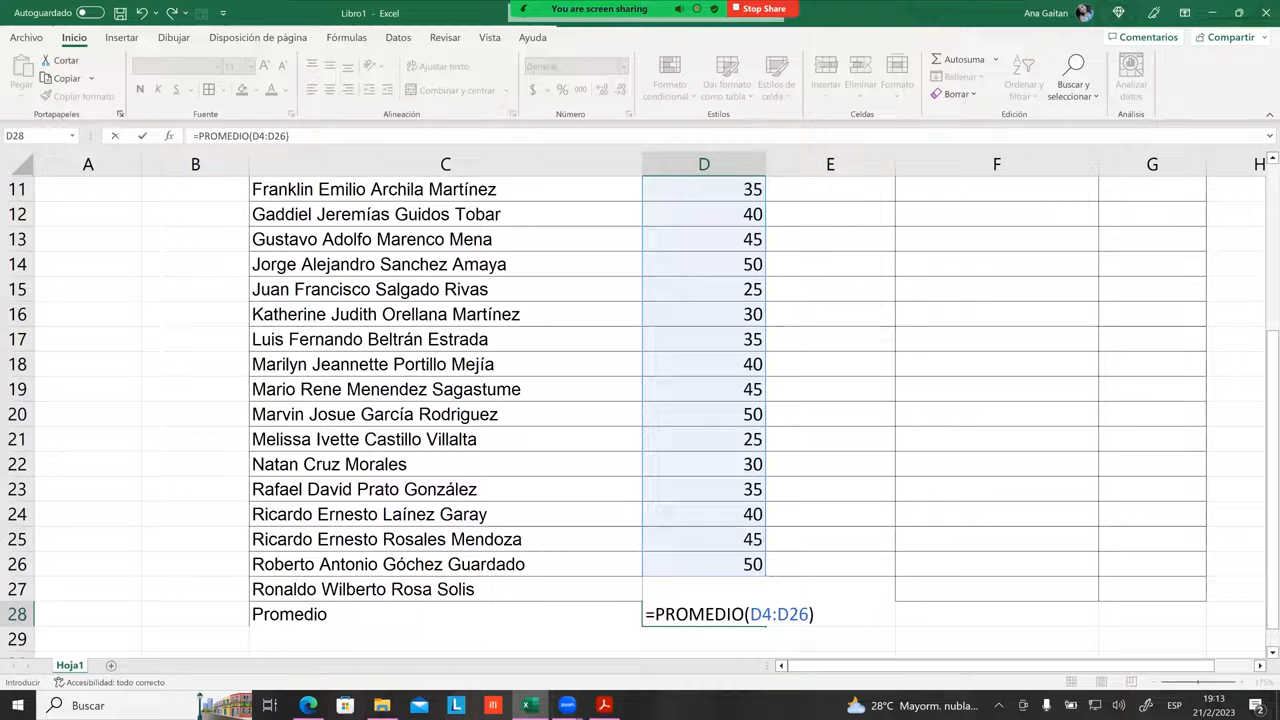 Autoguardado
Libro1 - Excel
You are screen sharing
Stop Share
Ana Gaitan
Archivo
Inicio
Insertar
Dibujar
Disposición de página
Fórmulas
Datos
Revisar
Vista
Ayuda
Comentarios
Compartir
Pegar
Cortar
Copiar
Copiar formato
Portapapeles
11
N K S
Fuente
Ajustar texto
Combinar y centrar
Alineación
General
$ % 000
Número
Formato condicional
Dar formato como tabla
Estilos de celda
Estilos
Insertar
Eliminar
Formato
Celdas
Autosuma
Rellenar
Borrar
Ordenar y filtrar
Buscar y seleccionar
Edición
Analizar datos
Análisis
D28
fx
=PROMEDIO(D4:D26)
A B C D E F G H
11 Franklin Emilio Archila Martínez 35
12 Gaddiel Jeremías Guidos Tobar 40
13 Gustavo Adolfo Marenco Mena 45
14 Jorge Alejandro Sanchez Amaya 50
15 Juan Francisco Salgado Rivas 25
16 Katherine Judith Orellana Martínez 30
17 Luis Fernando Beltrán Estrada 35
18 Marilyn Jeannette Portillo Mejía 40
19 Mario Rene Menendez Sagastume 45
20 Marvin Josue García Rodriguez 50
21 Melissa Ivette Castillo Villalta 25
22 Natan Cruz Morales 30
23 Rafael David Prato González 35
24 Ricardo Ernesto Laínez Garay 40
25 Ricardo Ernesto Rosales Mendoza 45
26 Roberto Antonio Góchez Guardado 50
27 Ronaldo Wilberto Rosa Solis
28 Promedio =PROMEDIO(D4:D26)
29
Hoja1
Introducir
Accesibilidad: todo correcto
175%
Buscar
28°C Mayorm. nubla...
ESP
19:13
21/2/2023
2